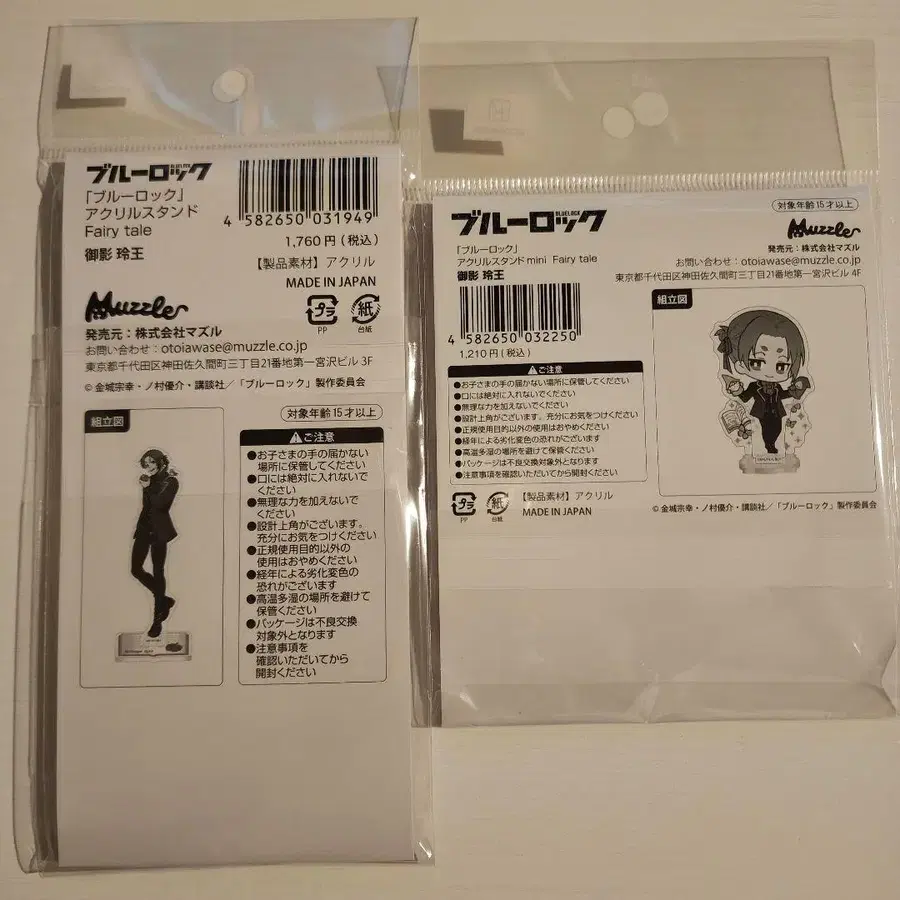 ブルーロック
BLUELOCK
「ブルーロック」
アクリルスタンド
Fairy tale
御影 玲王
4 582650 031949
1,760円(税込)
【製品素材】アクリル
MADE IN JAPAN
Muzzle
プラ
PP
紙
台紙
発売元:株式会社マズル
お問い合わせ:otoiawase@muzzle.co.jp
東京都千代田区神田佐久間町三丁目21番地第一宮沢ビル 3F
© 金城宗幸・ノ村優介・講談社/「ブルーロック」製作委員会
組立図
対象年齢15才以上
ご注意
●お子さまの手の届かない
場所に保管してください
●口には絶対に入れないで
ください
●無理な力を加えないで
ください
●設計上角がございます。
充分にお気をつけください
●正規使用目的以外の
使用はおやめください
●経年による劣化変色の
恐れがございます
●高温多湿の場所を避けて
保管ください
●パッケージは不良交換
対象外となります
●注意事項を
確認いただいてから
開封ください
ブルーロック
BLUELOCK
「ブルーロック」
アクリルスタンドmini Fairy tale
御影 玲王
4 582650 032250
1,210円(税込)
対象年齢15才以上
Muzzle
発売元:株式会社マズル
お問い合わせ:otoiawase@muzzle.co.jp
東京都千代田区神田佐久間町三丁目21番地第一宮沢ビル 4F
組立図
ご注意
●お子さまの手の届かない場所に保管してください
●口には絶対に入れないでください
●無理な力を加えないでください
●設計上角がございます。充分にお気をつけください
●正規使用目的以外の使用はおやめください
●経年による劣化変色の恐れがございます
●高温多湿の場所を避けて保管ください
●パッケージは不良交換対象外となります
●注意事項を確認いただいてから開封ください
プラ
PP
紙
台紙
【製品素材】アクリル
MADE IN JAPAN
© 金城宗幸・ノ村優介・講談社/「ブルーロック」製作委員会